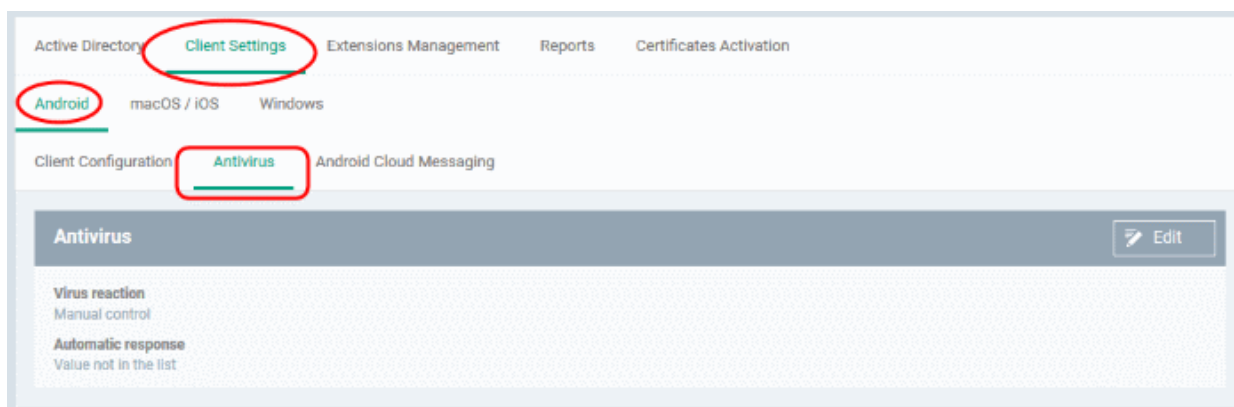 Active Directory Client Settings Extensions Management Reports Certificates Activation
Android macOS / iOS Windows
Client Configuration Antivirus Android Cloud Messaging
Antivirus Edit
Virus reaction
Manual control
Automatic response
Value not in the list